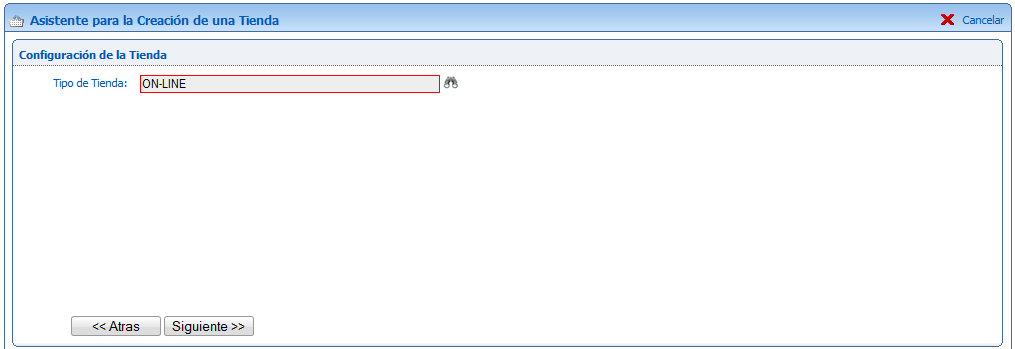 Asistente para la Creación de una Tienda
Cancelar
Configuración de la Tienda
Tipo de Tienda: ON-LINE
<< Atras Siguiente >>